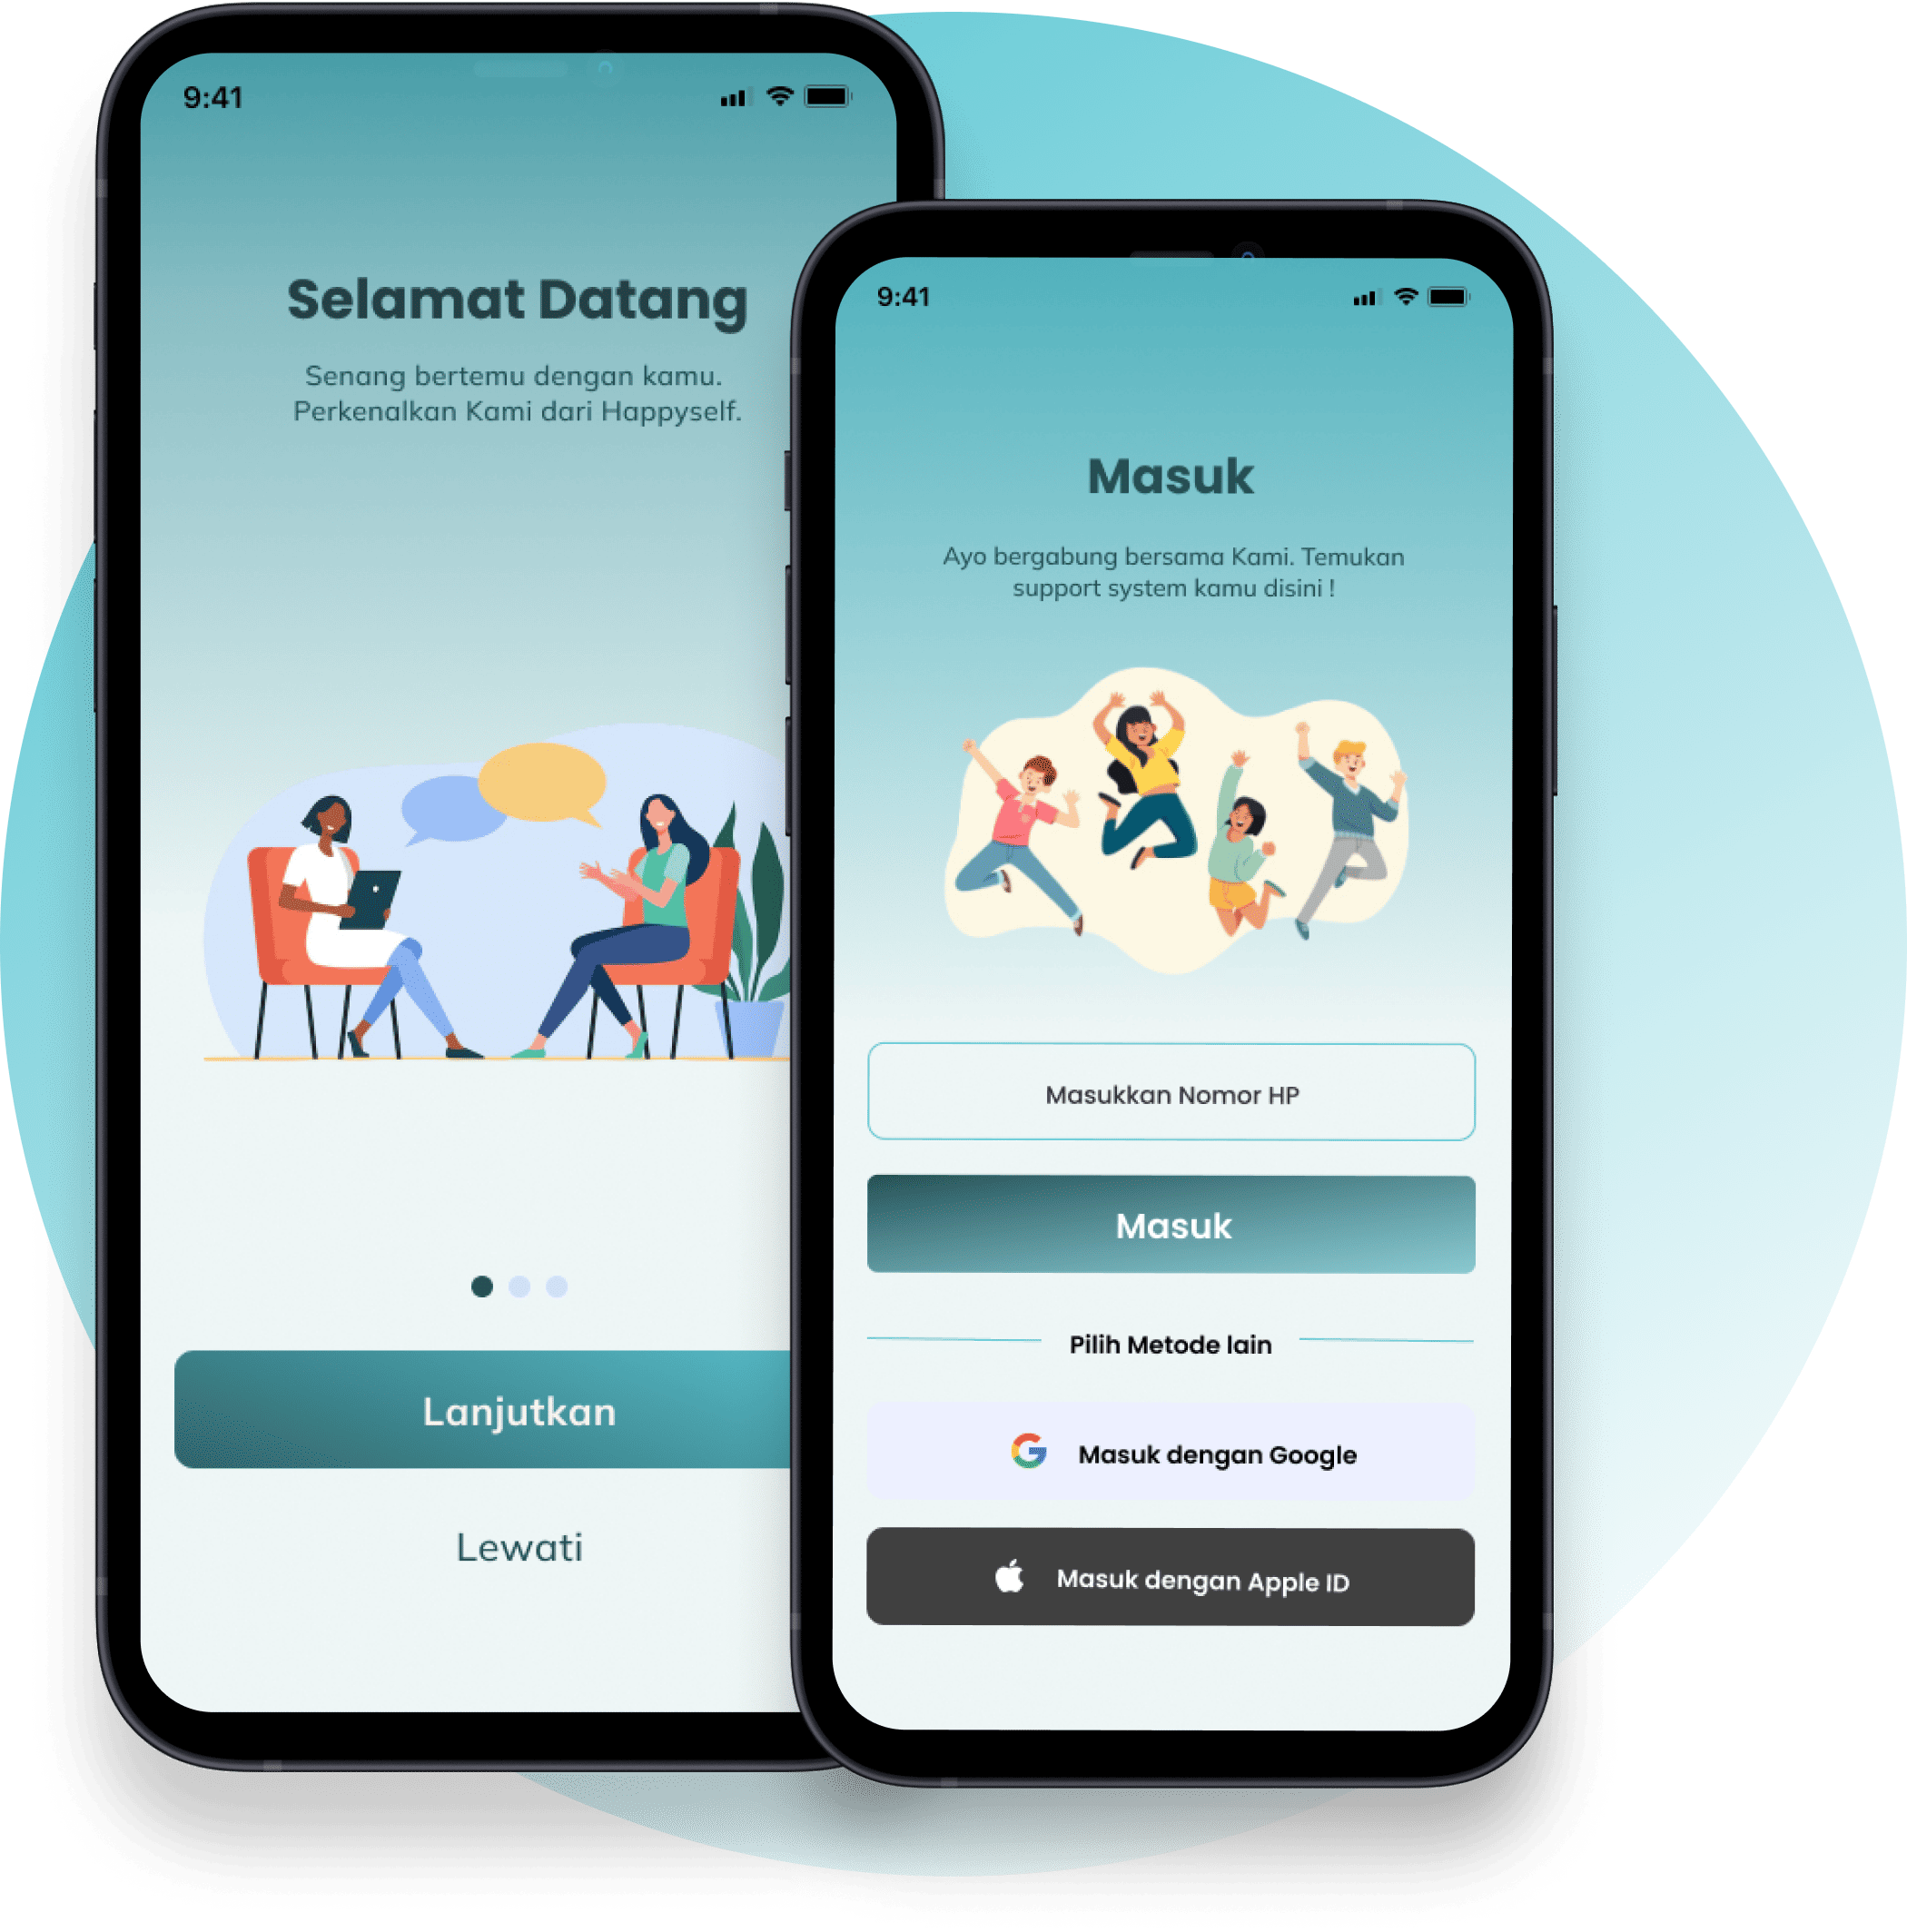 9:41
Selamat Datang
Senang bertemu dengan kamu.
Perkenalkan Kami dari Happyself.
Lanjutkan
Lewati
9:41
Masuk
Ayo bergabung bersama Kami. Temukan
support system kamu disini !
Masukkan Nomor HP
Masuk
Pilih Metode lain
Masuk dengan Google
Masuk dengan Apple ID